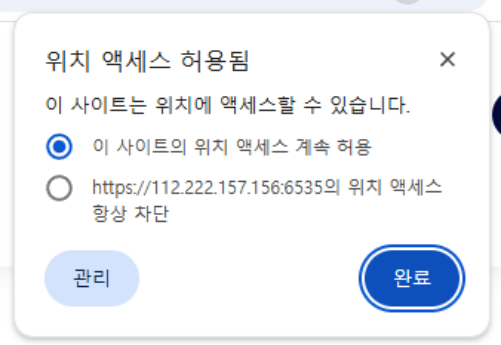 위치 액세스 허용됨
이 사이트는 위치에 액세스할 수 있습니다.
이 사이트의 위치 액세스 계속 허용
https://112.222.157.156:6535의 위치 액세스
항상 차단
관리
완료